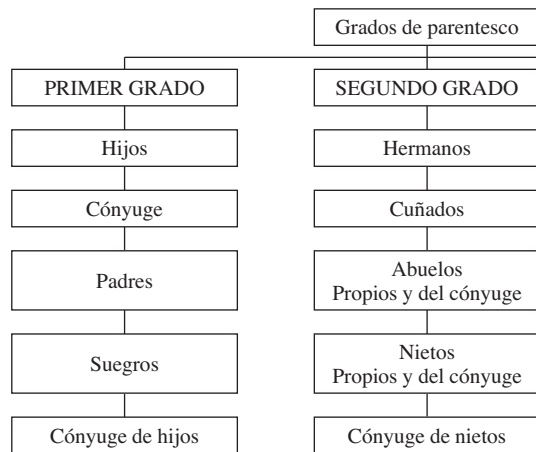 Grados de parentesco
PRIMER GRADO
Hijos
Cónyuge
Padres
Suegros
Cónyuge de hijos
SEGUNDO GRADO
Hermanos
Cuñados
Abuelos
Propios y del cónyuge
Nietos
Propios y del cónyuge
Cónyuge de nietos